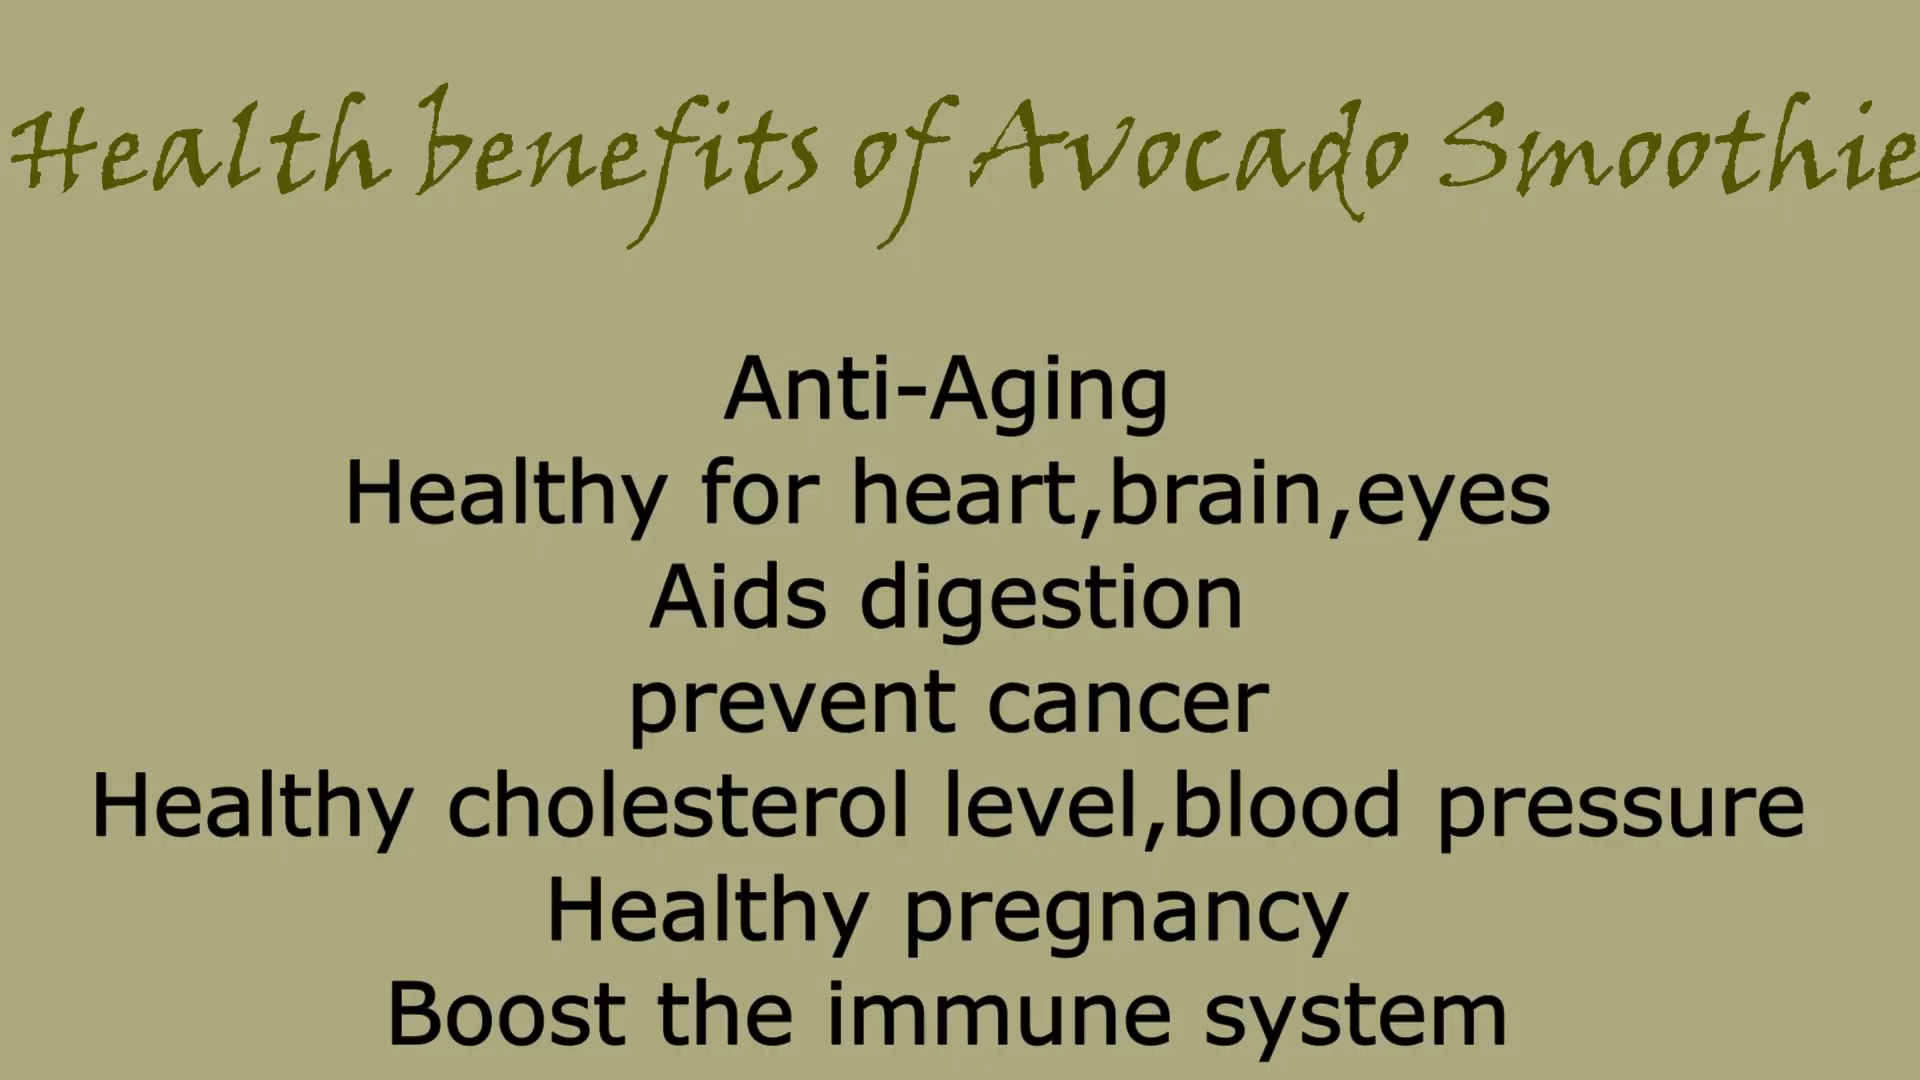 Health benefits of Avocado Smoothie
Anti-Aging
Healthy for heart,brain,eyes
Aids digestion
prevent cancer
Healthy cholesterol level,blood pressure
Healthy pregnancy
Boost the immune system